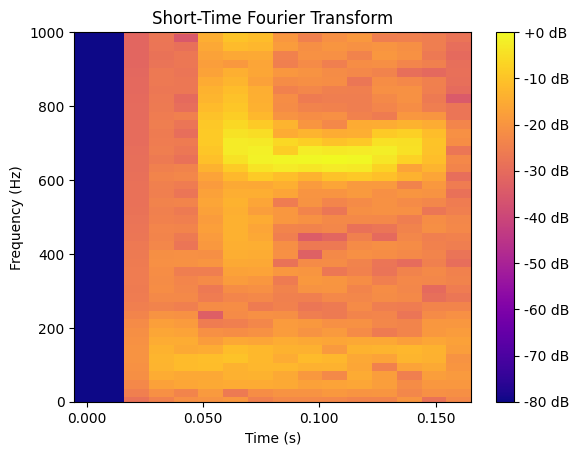 Short-Time Fourier Transform
1000
800
600
400
200
0
Frequency (Hz)
0.000
0.050
0.100
0.150
Time (s)
+0 dB
-10 dB
-20 dB
-30 dB
-40 dB
-50 dB
-60 dB
-70 dB
-80 dB